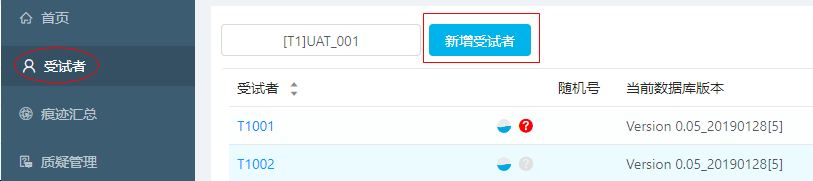 首页
受试者
痕迹汇总
质疑管理
[T1]UAT_001
新增受试者
受试者 随机号 当前数据库版本
T1001 ? Version 0.05_20190128[5]
T1002 ? Version 0.05_20190128[5]